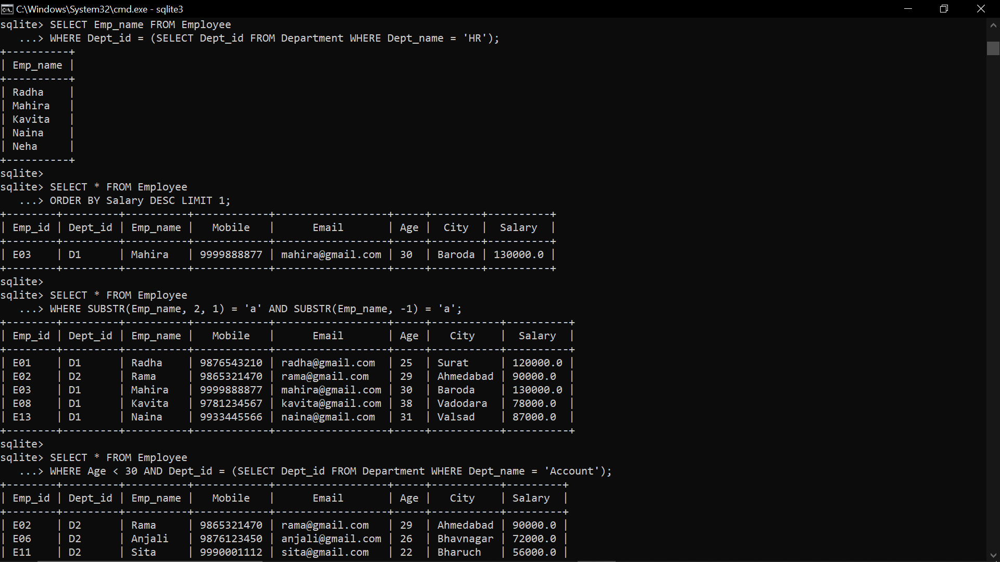 C:\Windows\System32\cmd.exe - sqlite3
sqlite> SELECT Emp_name FROM Employee
   ...> WHERE Dept_id = (SELECT Dept_id FROM Department WHERE Dept_name = 'HR');
+----------+
| Emp_name |
+----------+
| Radha    |
| Mahira   |
| Kavita   |
| Naina    |
| Neha     |
+----------+
sqlite>
sqlite> SELECT * FROM Employee
   ...> ORDER BY Salary DESC LIMIT 1;
+--------+---------+----------+------------+------------------+-----+--------+----------+
| Emp_id | Dept_id | Emp_name |   Mobile   |      Email       | Age |  City  |  Salary  |
+--------+---------+----------+------------+------------------+-----+--------+----------+
| E03    | D1      | Mahira   | 9999888877 | mahira@gmail.com | 30  | Baroda | 130000.0 |
+--------+---------+----------+------------+------------------+-----+--------+----------+
sqlite>
sqlite> SELECT * FROM Employee
   ...> WHERE SUBSTR(Emp_name, 2, 1) = 'a' AND SUBSTR(Emp_name, -1) = 'a';
+--------+---------+----------+------------+------------------+-----+-----------+----------+
| Emp_id | Dept_id | Emp_name |   Mobile   |      Email       | Age |   City    |  Salary  |
+--------+---------+----------+------------+------------------+-----+-----------+----------+
| E01    | D1      | Radha    | 9876543210 | radha@gmail.com  | 25  | Surat     | 120000.0 |
| E02    | D2      | Rama     | 9865321470 | rama@gmail.com   | 29  | Ahmedabad | 90000.0  |
| E03    | D1      | Mahira   | 9999888877 | mahira@gmail.com | 30  | Baroda    | 130000.0 |
| E08    | D1      | Kavita   | 9781234567 | kavita@gmail.com | 38  | Vadodara  | 78000.0  |
| E13    | D1      | Naina    | 9933445566 | naina@gmail.com  | 31  | Valsad    | 87000.0  |
+--------+---------+----------+------------+------------------+-----+-----------+----------+
sqlite>
sqlite> SELECT * FROM Employee
   ...> WHERE Age < 30 AND Dept_id = (SELECT Dept_id FROM Department WHERE Dept_name = 'Account');
+--------+---------+----------+------------+------------------+-----+-----------+---------+
| Emp_id | Dept_id | Emp_name |   Mobile   |      Email       | Age |   City    | Salary  |
+--------+---------+----------+------------+------------------+-----+-----------+---------+
| E02    | D2      | Rama     | 9865321470 | rama@gmail.com   | 29  | Ahmedabad | 90000.0 |
| E06    | D2      | Anjali   | 9876123450 | anjali@gmail.com | 26  | Bhavnagar | 72000.0 |
| E11    | D2      | Sita     | 9990001112 | sita@gmail.com   | 22  | Bharuch   | 56000.0 |